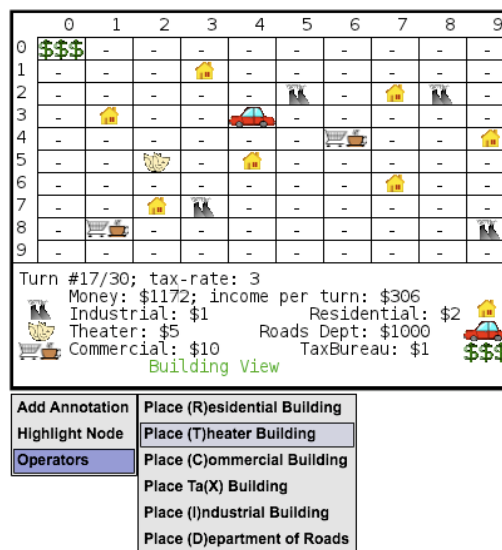 0 1 2 3 4 5 6 7 8 9
0 $$$ - - - - - - - - -
1 - - - - - - - - -
2 - - - - - - -
3 - - - - - - - -
4 - - - - - - - -
5 - - - - - - - -
6 - - - - - - - - -
7 - - - - - - - -
8 - - - - - - - -
9 - - - - - - - - - -
Turn #17/30; tax-rate: 3
Money: $1172; income per turn: $306
Industrial: $1 Residential: $2
Theater: $5 Roads Dept: $1000
Commercial: $10 TaxBureau: $1 $$$
Building View
Add Annotation Place (R)esidential Building
Highlight Node Place (T)heater Building
Operators Place (C)ommercial Building
Place Ta(X) Building
Place (I)ndustrial Building
Place (D)epartment of Roads